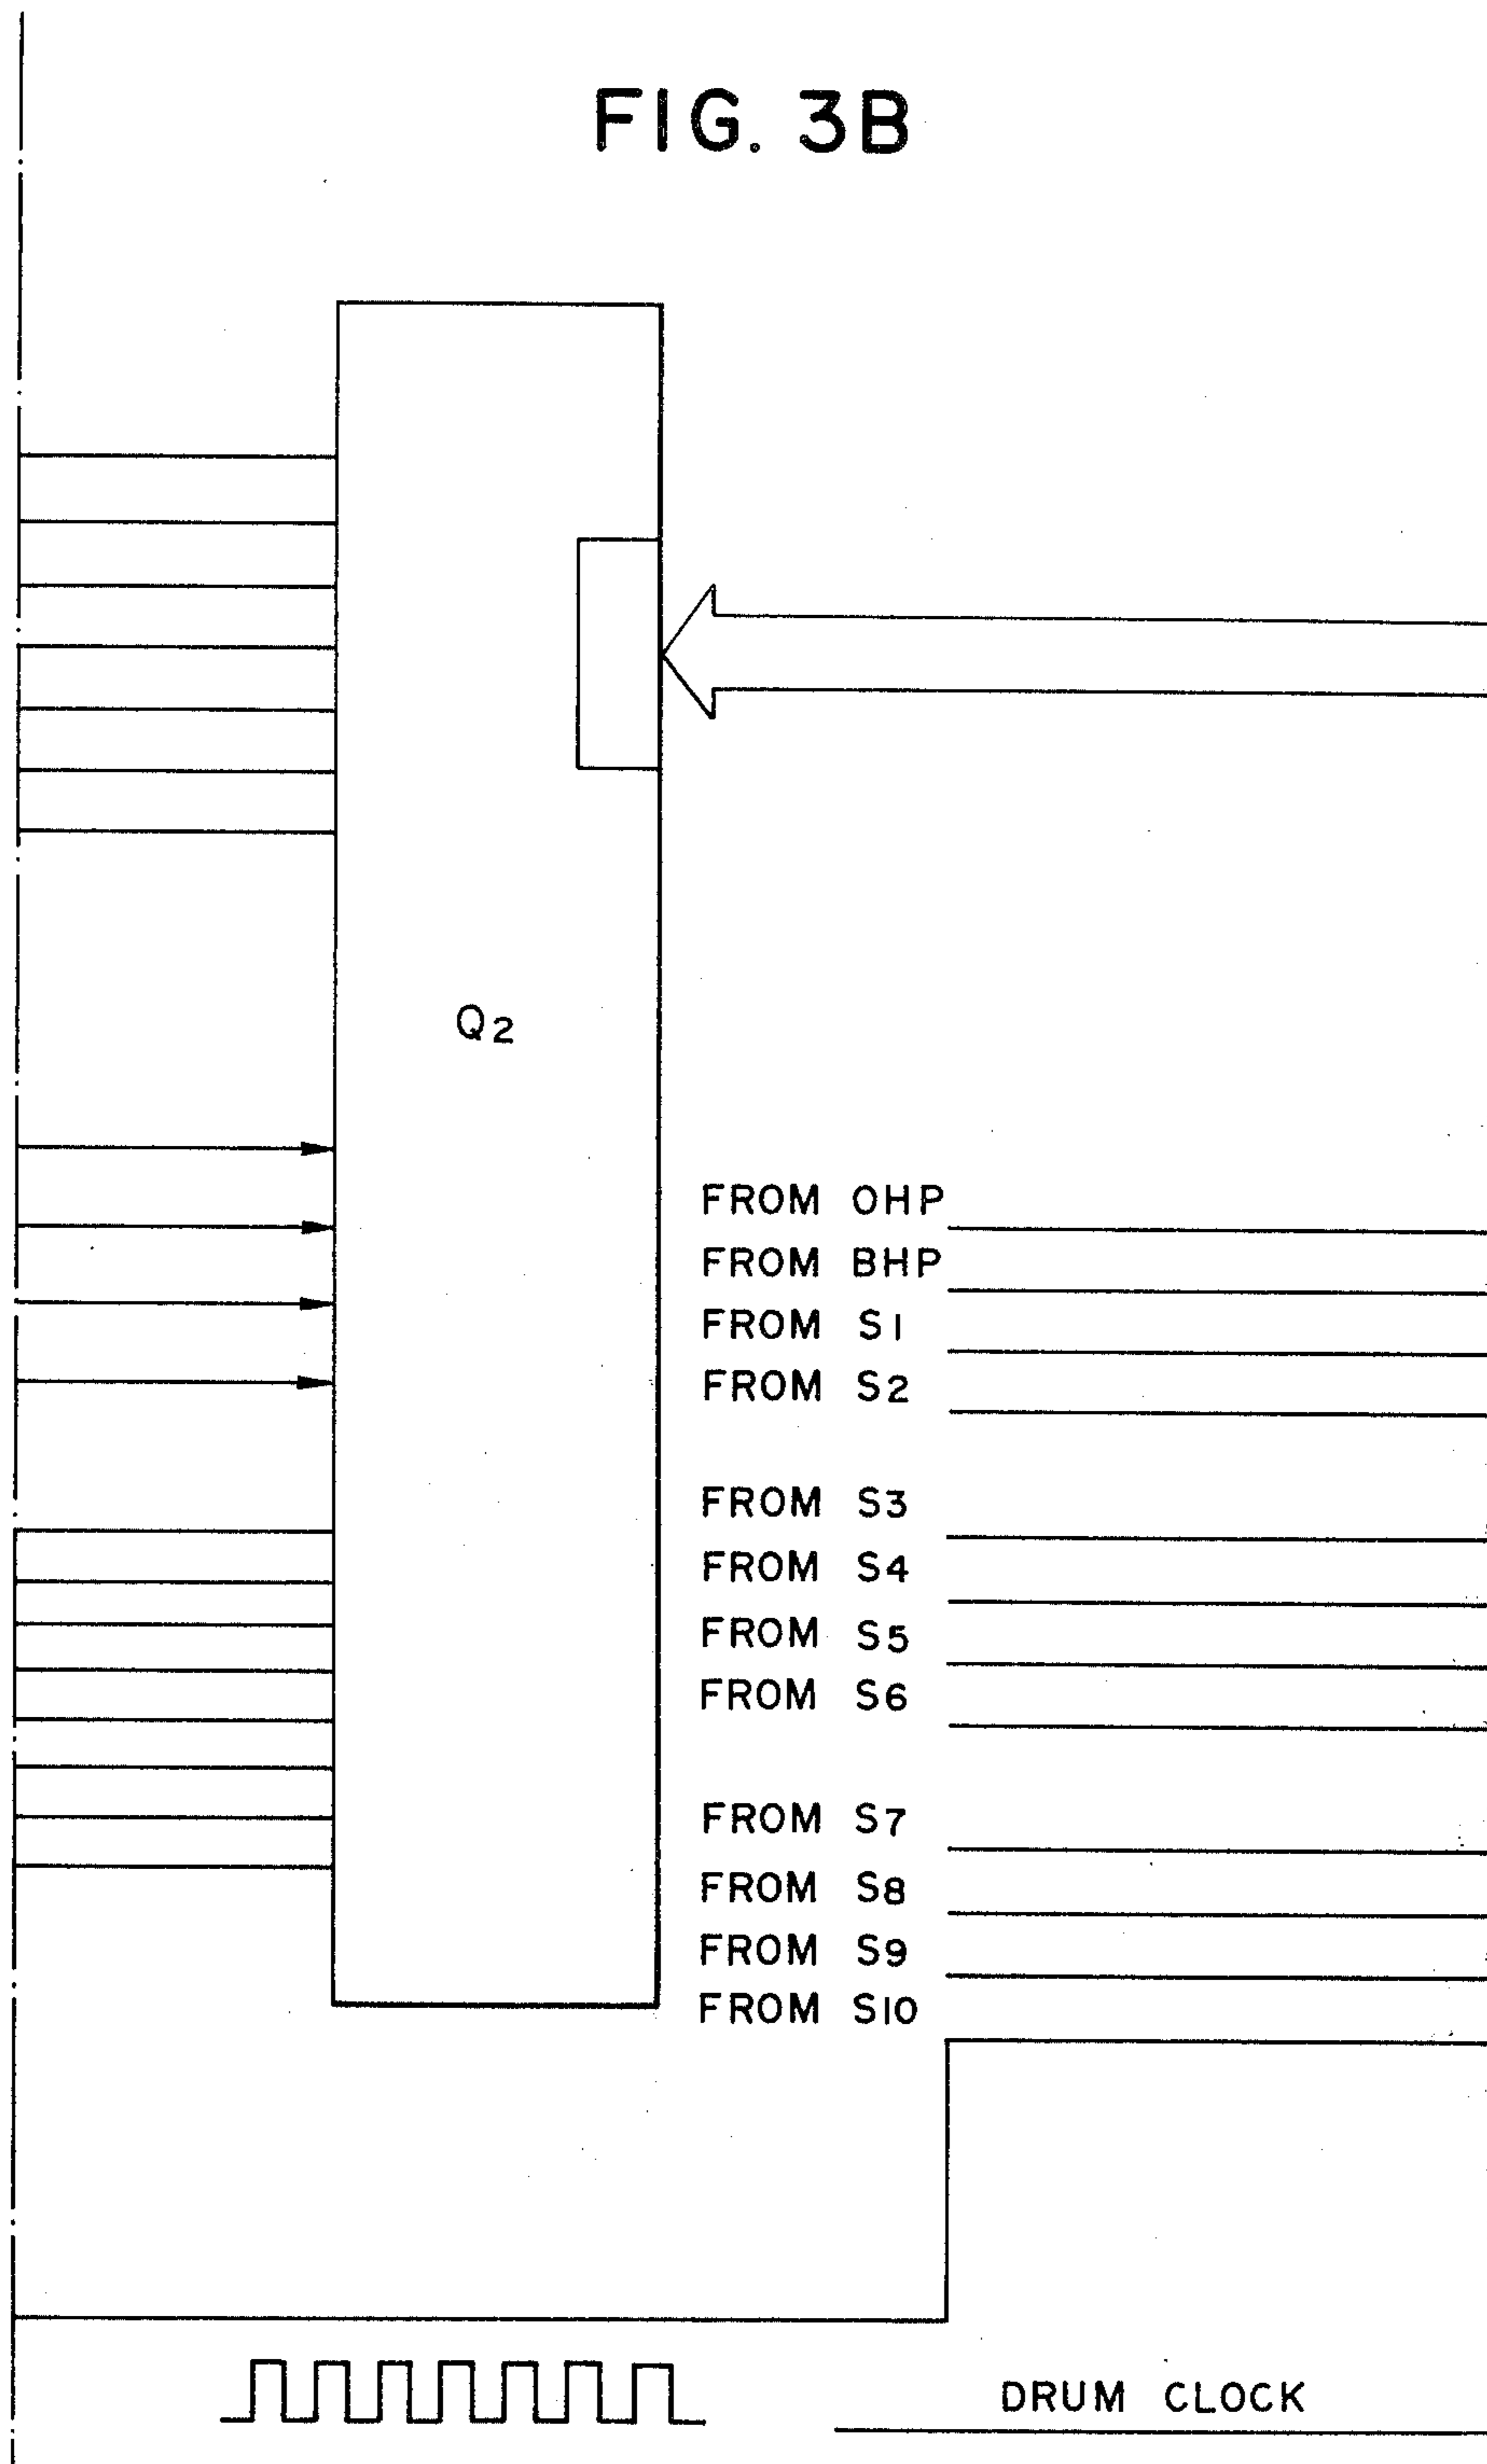 FIG. 3B
Q2
FROM OHP
FROM BHP
FROM S1
FROM S2
FROM S3
FROM S4
FROM S5
FROM S6
FROM S7
FROM S8
FROM S9
FROM S10
DRUM CLOCK